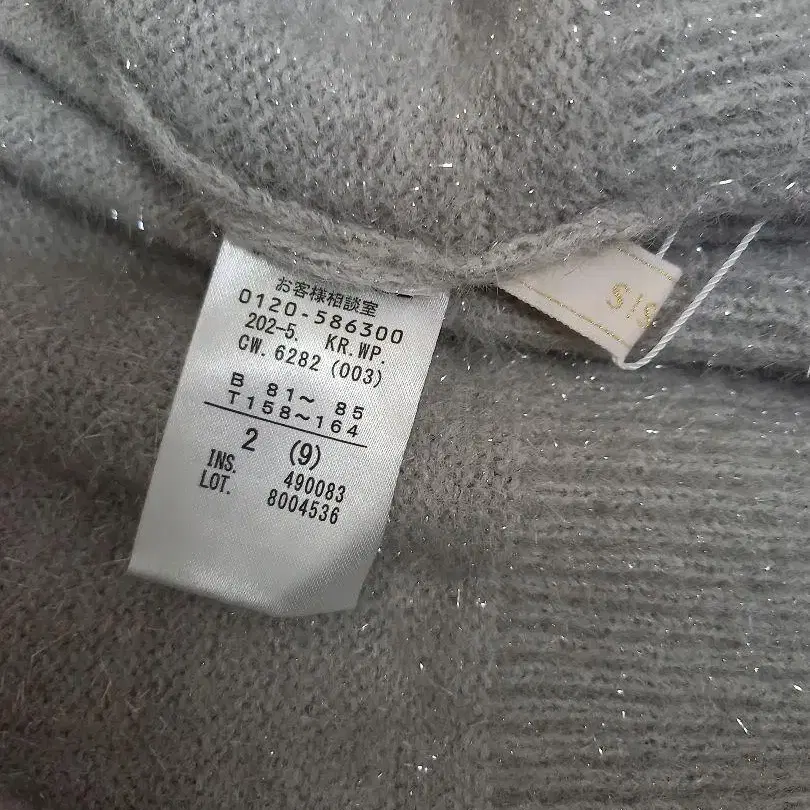 お客様相談室
0120-586300
202-5. KR.WP.
CW. 6282 (003)
B 81～ 85
T158～164
2 (9)
INS. 490083
LOT. 8004536
SIS